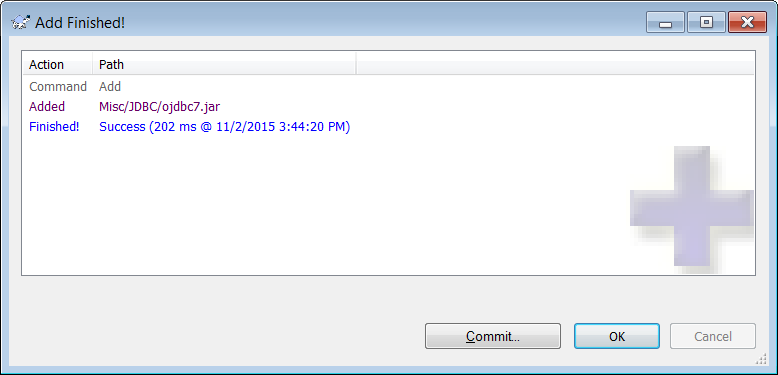 Add Finished!
Action Path
Command Add
Added Misc/JDBC/ojdbc7.jar
Finished! Success (202 ms @ 11/2/2015 3:44:20 PM)
Commit... OK Cancel